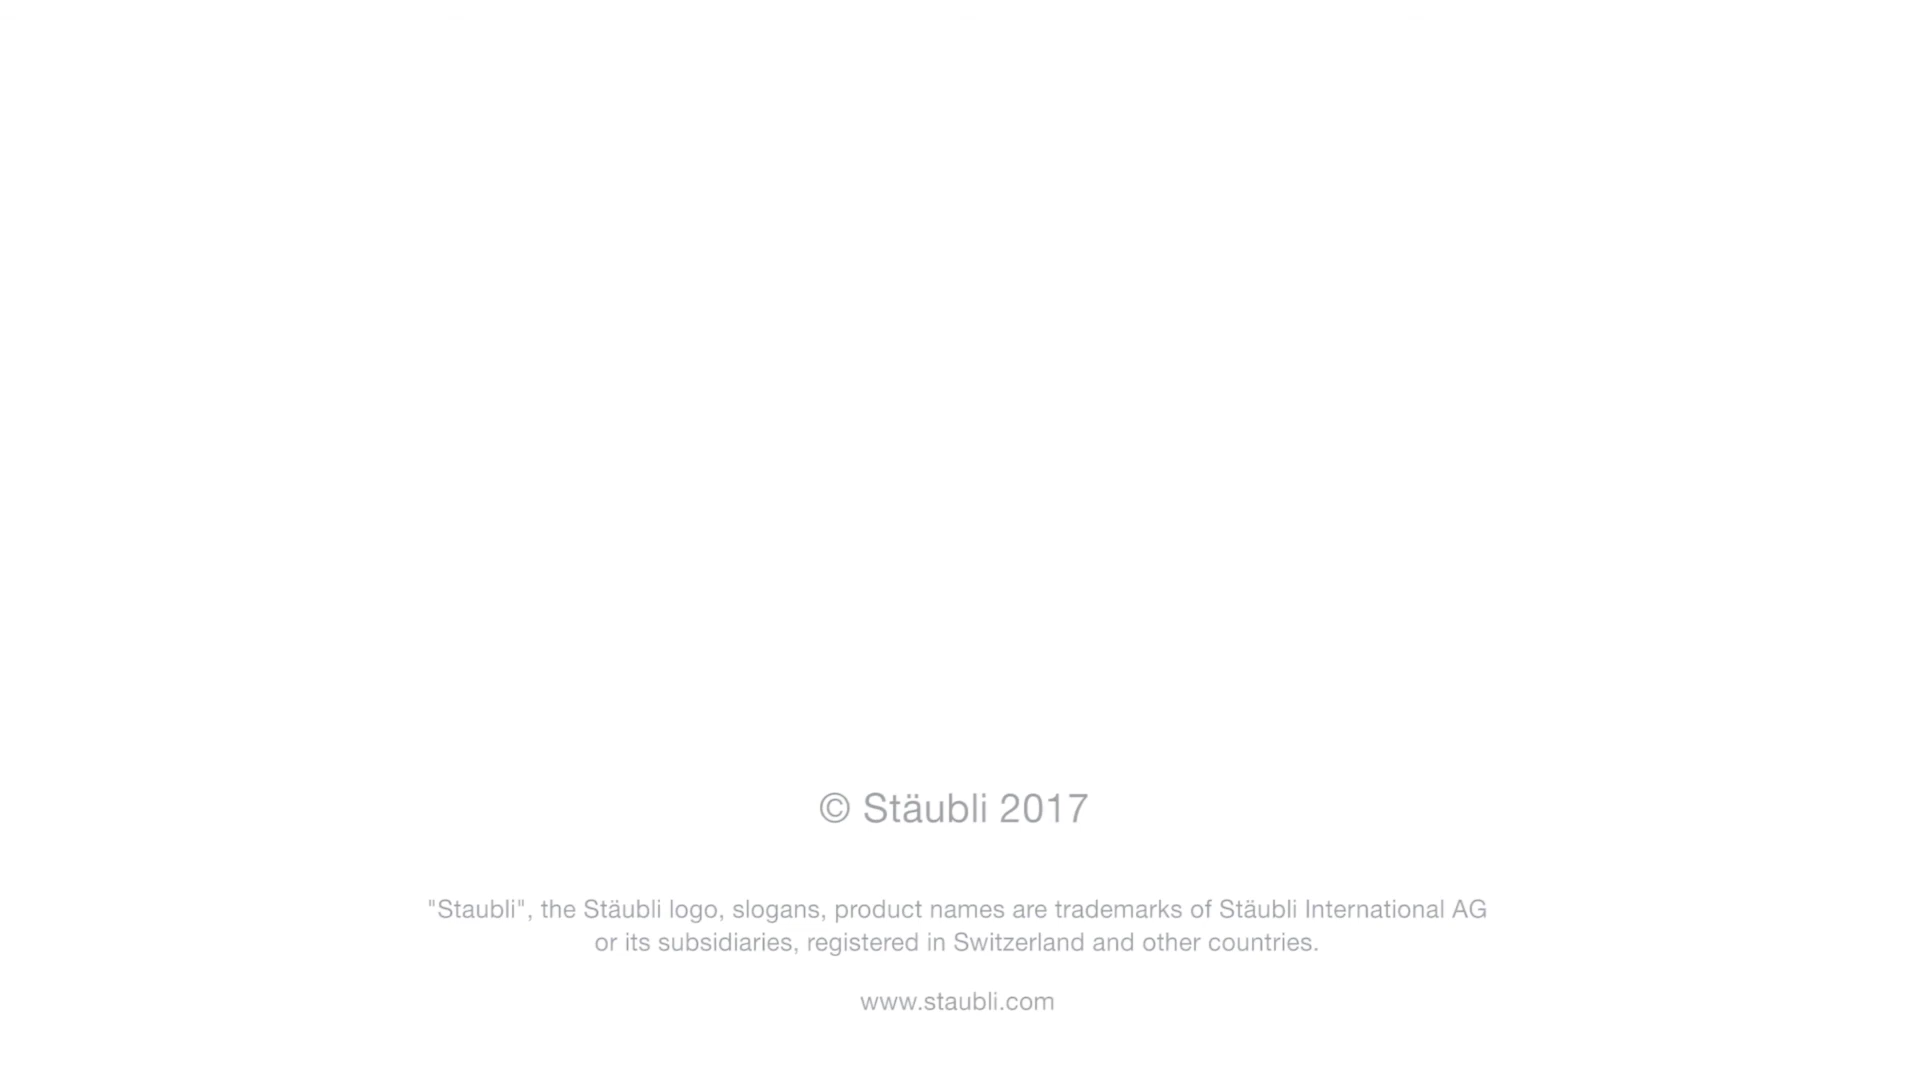 © Stäubli 2017
"Staubli", the Stäubli logo, slogans, product names are trademarks of Stäubli International AG
or its subsidiaries, registered in Switzerland and other countries.
www.staubli.com